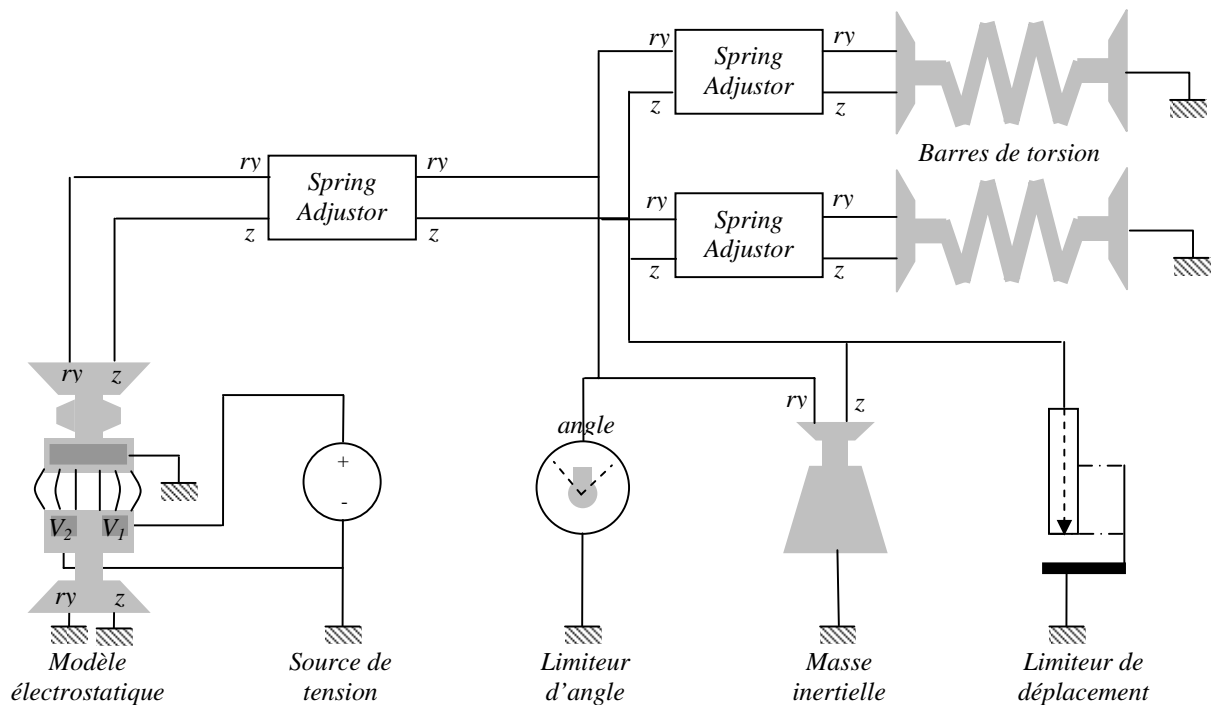 ry
Spring
Adjustor
ry
z
z
Barres de torsion
ry
Spring
Adjustor
ry
z
z
ry
Spring
Adjustor
ry
z
z
ry
z
V2
V1
ry
z
+
-
angle
ry
z
Modèle
électrostatique
Source de
tension
Limiteur
d'angle
Masse
inertielle
Limiteur de
déplacement